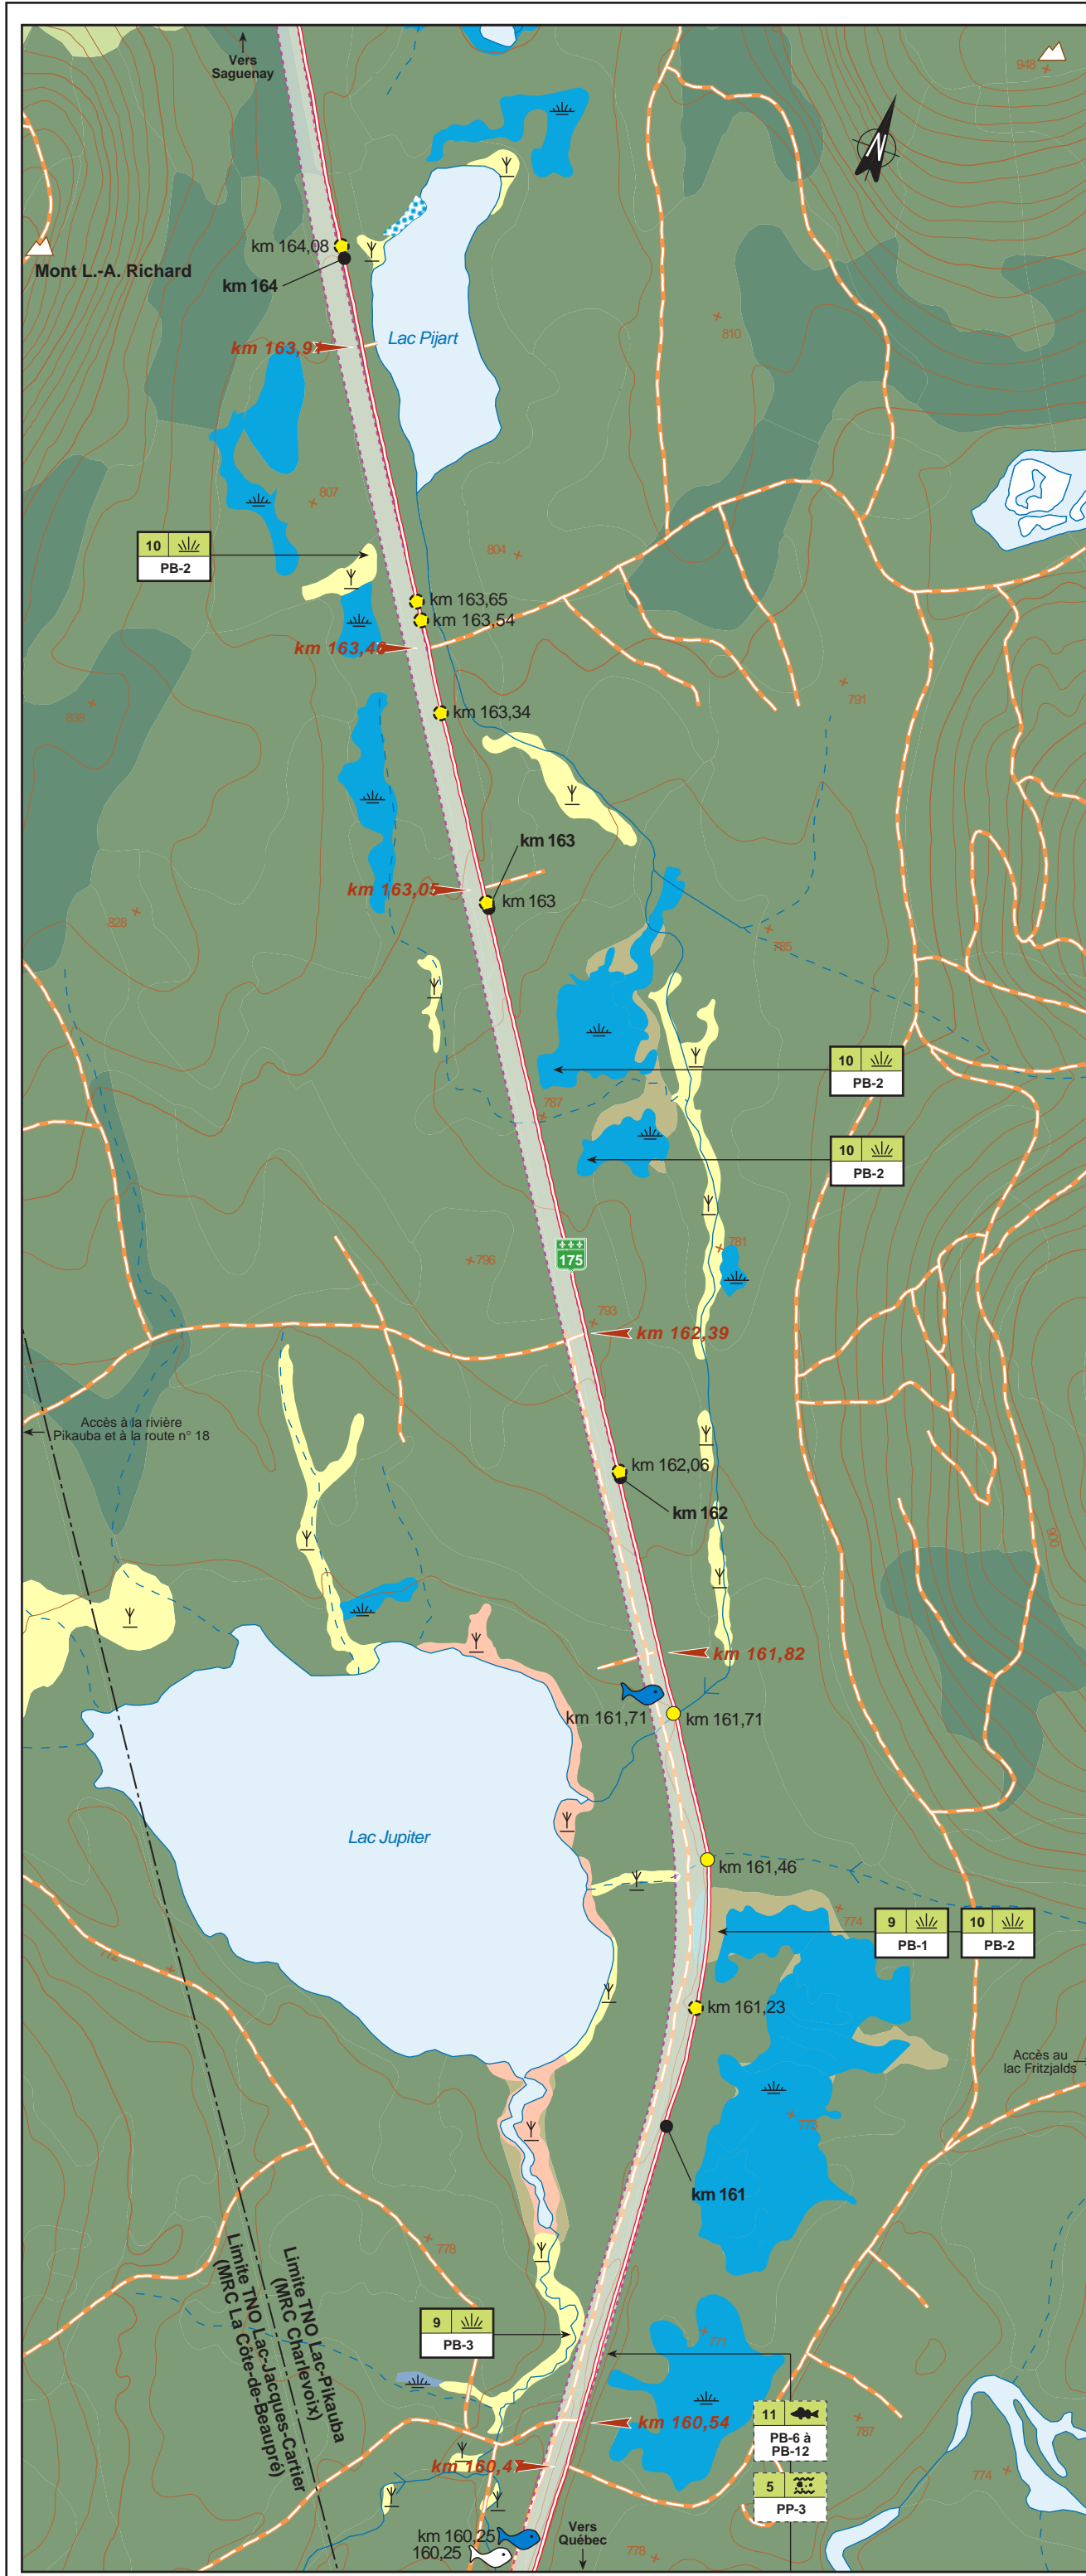 Vers
Saguenay
948
km 164,08
Mont L.-A. Richard
km 164
Lac Pijart
810
km 163,9
807
804
10
PB-2
km 163,65
km 163,54
km 163,4
791
838
km 163,34
km 163
km 163,05
km 163
828
785
10
PB-2
787
10
PB-2
781
796
175
793
km 162,39
Accès à la rivière
Pikauba et à la route n° 18
km 162,06
km 162
900
km 161,82
km 161,71
km 161,71
Lac Jupiter
km 161,46
774
9
PB-1
10
PB-2
km 161,23
Accès au
lac Fritzjalds
773
km 161
778
Limite TNO Lac-Pikauba
(MRC Charlevoix)
Limite TNO Lac-Jacques-Cartier
(MRC La Côte-de-Beaupré)
9
PB-3
771
11
PB-6 à
PB-12
787
km 160,54
km 160,4
774
5
PP-3
km 160,25
160,25
Vers
Québec
778